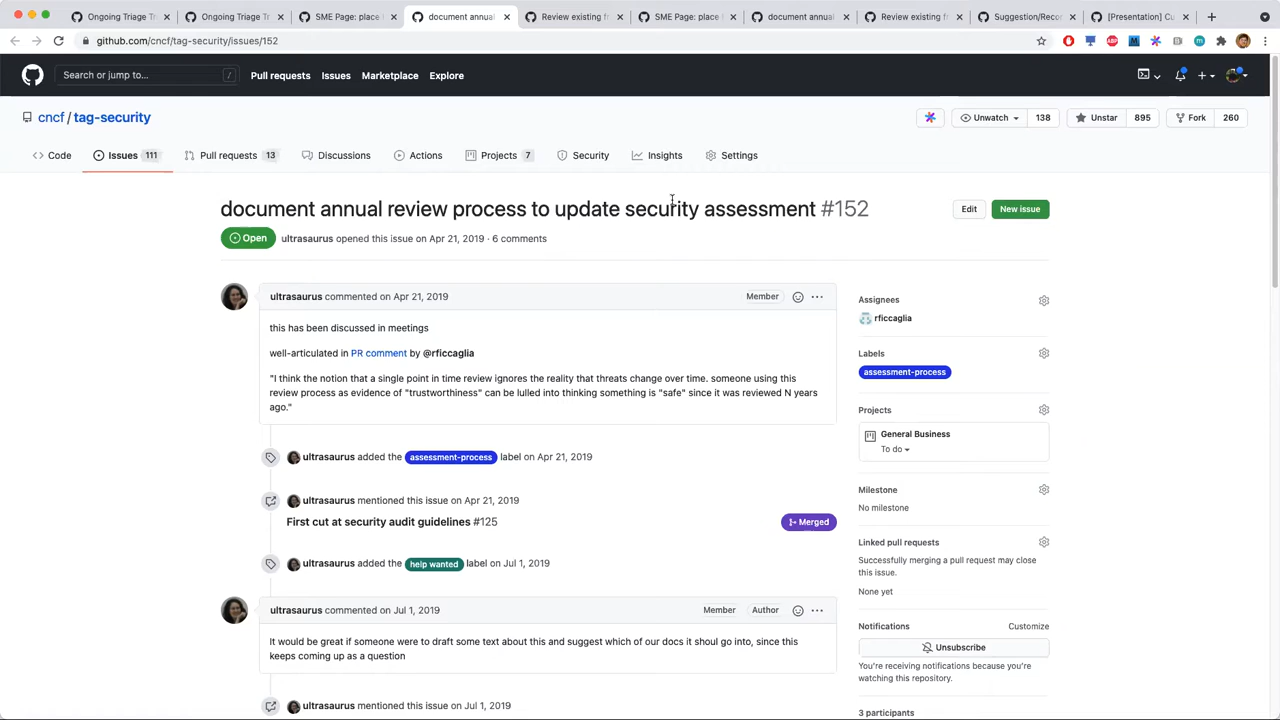 Ongoing Triage Tr
Ongoing Triage Tr
SME Page: place
document annual
Review existing fr
SME Page: place
document annual
Review existing fr
Suggestion/Recor
[Presentation] Cu
github.com/cncf/tag-security/issues/152
Search or jump to...
/
Pull requests
Issues
Marketplace
Explore
cncf / tag-security
Unwatch
138
Unstar
895
Fork
260
Code
Issues 111
Pull requests 13
Discussions
Actions
Projects 7
Security
Insights
Settings
document annual review process to update security assessment #152
Edit
New issue
Open
ultrasaurus opened this issue on Apr 21, 2019 · 6 comments
ultrasaurus commented on Apr 21, 2019
Member
this has been discussed in meetings
well-articulated in PR comment by @rficcaglia
"I think the notion that a single point in time review ignores the reality that threats change over time. someone using this
review process as evidence of "trustworthiness" can be lulled into thinking something is "safe" since it was reviewed N years
ago."
ultrasaurus added the assessment-process label on Apr 21, 2019
ultrasaurus mentioned this issue on Apr 21, 2019
First cut at security audit guidelines #125
Merged
ultrasaurus added the help wanted label on Jul 1, 2019
ultrasaurus commented on Jul 1, 2019
Member
Author
It would be great if someone were to draft some text about this and suggest which of our docs it shoul go into, since this
keeps coming up as a question
ultrasaurus mentioned this issue on Jul 1, 2019
Assignees
rficcaglia
Labels
assessment-process
Projects
General Business
To do
Milestone
No milestone
Linked pull requests
Successfully merging a pull request may close
this issue.
None yet
Notifications
Customize
Unsubscribe
You're receiving notifications because you're
watching this repository.
3 participants